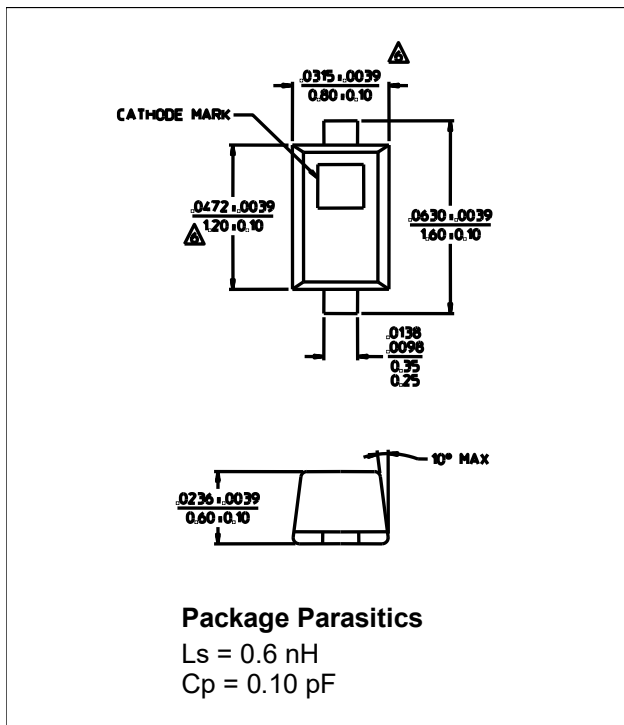 6
.0315±.0039
0.80±0.10
CATHODE MARK
.0472±.0039
1.20±0.10
6
.0630±.0039
1.60±0.10
.0138
.0098
0.35
0.25
10° MAX
.0236±.0039
0.60±0.10
Package Parasitics
Ls = 0.6 nH
Cp = 0.10 pF